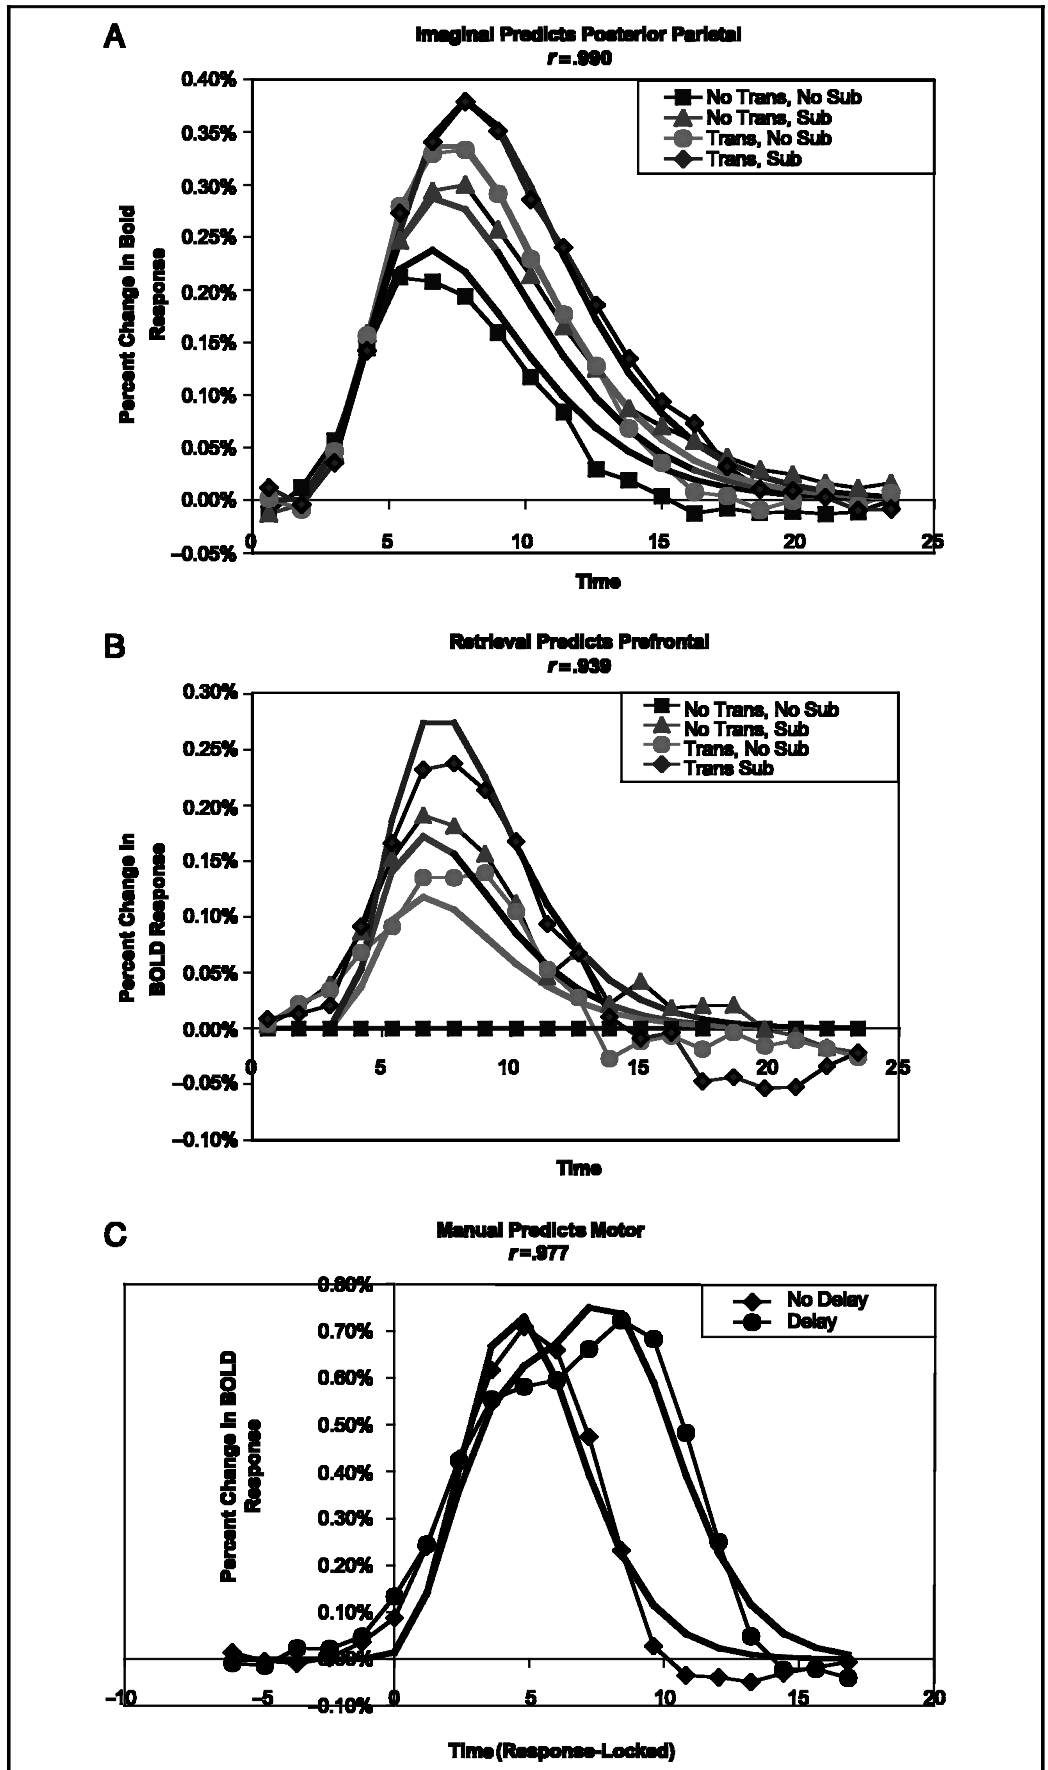 A
Imaginal Predicts Posterior Parietal
r=.990
0.40%
0.35%
0.30%
0.25%
0.20%
0.15%
0.10%
0.05%
0.00%
–0.05%
Percent Change in Bold
Response
No Trans, No Sub
No Trans, Sub
Trans, No Sub
Trans, Sub
0 5 10 15 20 25
Time
B
Retrieval Predicts Prefrontal
r=.939
0.30%
0.25%
0.20%
0.15%
0.10%
0.05%
0.00%
–0.05%
–0.10%
Percent Change in
BOLD Response
No Trans, No Sub
No Trans, Sub
Trans, No Sub
Trans Sub
0 5 10 15 20 25
Time
C
Manual Predicts Motor
r=.977
0.80%
0.70%
0.60%
0.50%
0.40%
0.30%
0.20%
0.10%
0.00%
–0.10%
Percent Change in BOLD
Response
No Delay
Delay
–10 –5 0 5 10 15 20
Time (Response-Locked)